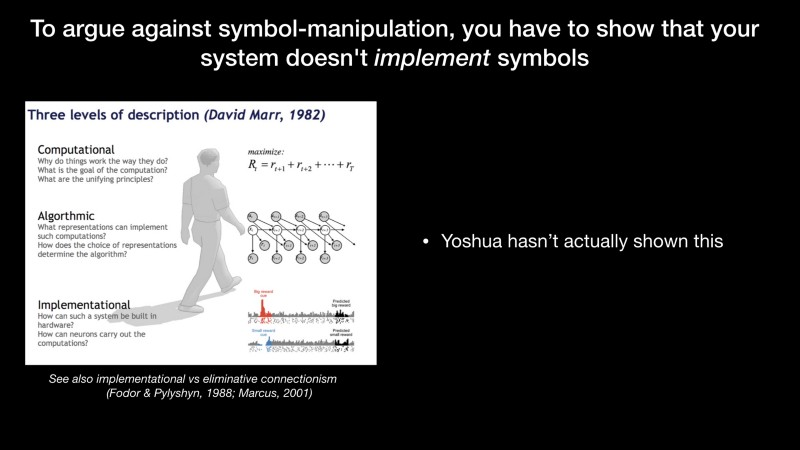 To argue against symbol-manipulation, you have to show that your
system doesn't implement symbols
Three levels of description (David Marr, 1982)
Computational
Why do things work the way they do?
What is the goal of the computation?
What are the unifying principles?
maximize:
R_t = r_{t+1} + r_{t+2} + ⋯ + r_T
Algorthmic
What representations can implement
such computations?
How does the choice of representations
determine the algorithm?
Implementational
How can such a system be built in
hardware?
How can neurons carry out the
computations?
Big reward
cue
Predicted
big reward
Small reward
cue
Predicted
small reward
• Yoshua hasn’t actually shown this
See also implementational vs eliminative connectionism
(Fodor & Pylyshyn, 1988; Marcus, 2001)